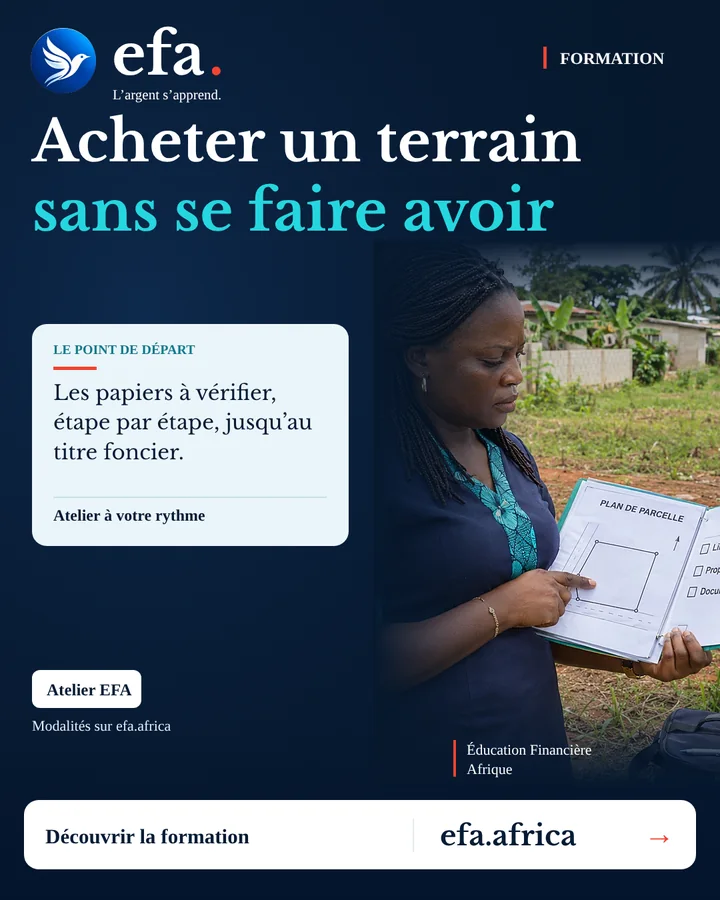 efa.
L’argent s’apprend.
FORMATION
Acheter un terrain
sans se faire avoir
LE POINT DE DÉPART
Les papiers à vérifier,
étape par étape, jusqu’au
titre foncier.
Atelier à votre rythme
PLAN DE PARCELLE
Atelier EFA
Modalités sur efa.africa
Éducation Financière
Afrique
Découvrir la formation
efa.africa
→